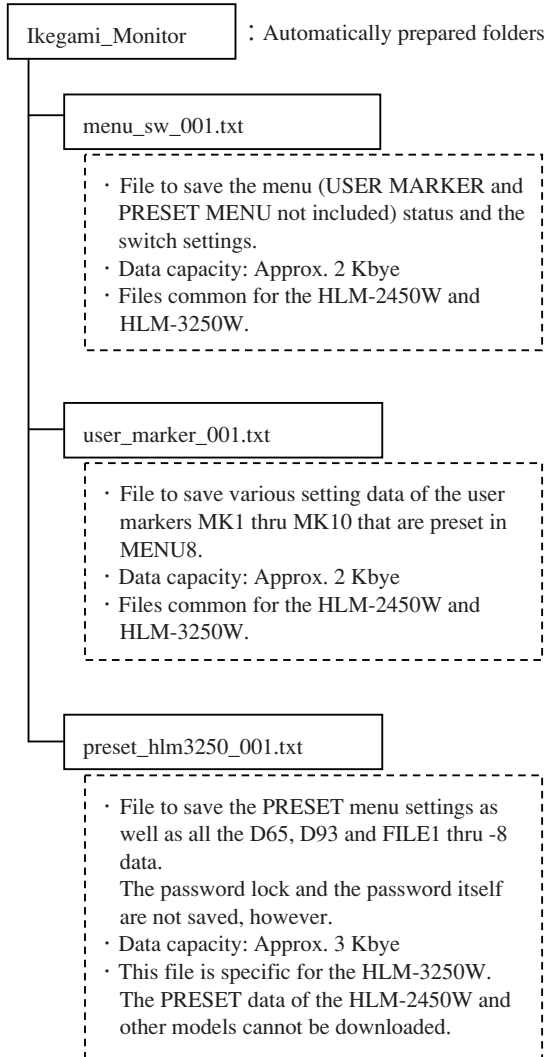 Ikegami_Monitor : Automatically prepared folders
menu_sw_001.txt
· File to save the menu (USER MARKER and
PRESET MENU not included) status and the
switch settings.
· Data capacity: Approx. 2 Kbye
· Files common for the HLM-2450W and
HLM-3250W.
user_marker_001.txt
· File to save various setting data of the user
markers MK1 thru MK10 that are preset in
MENU8.
· Data capacity: Approx. 2 Kbye
· Files common for the HLM-2450W and
HLM-3250W.
preset_hlm3250_001.txt
· File to save the PRESET menu settings as
well as all the D65, D93 and FILE1 thru -8
data.
The password lock and the password itself
are not saved, however.
· Data capacity: Approx. 3 Kbye
· This file is specific for the HLM-3250W.
The PRESET data of the HLM-2450W and
other models cannot be downloaded.